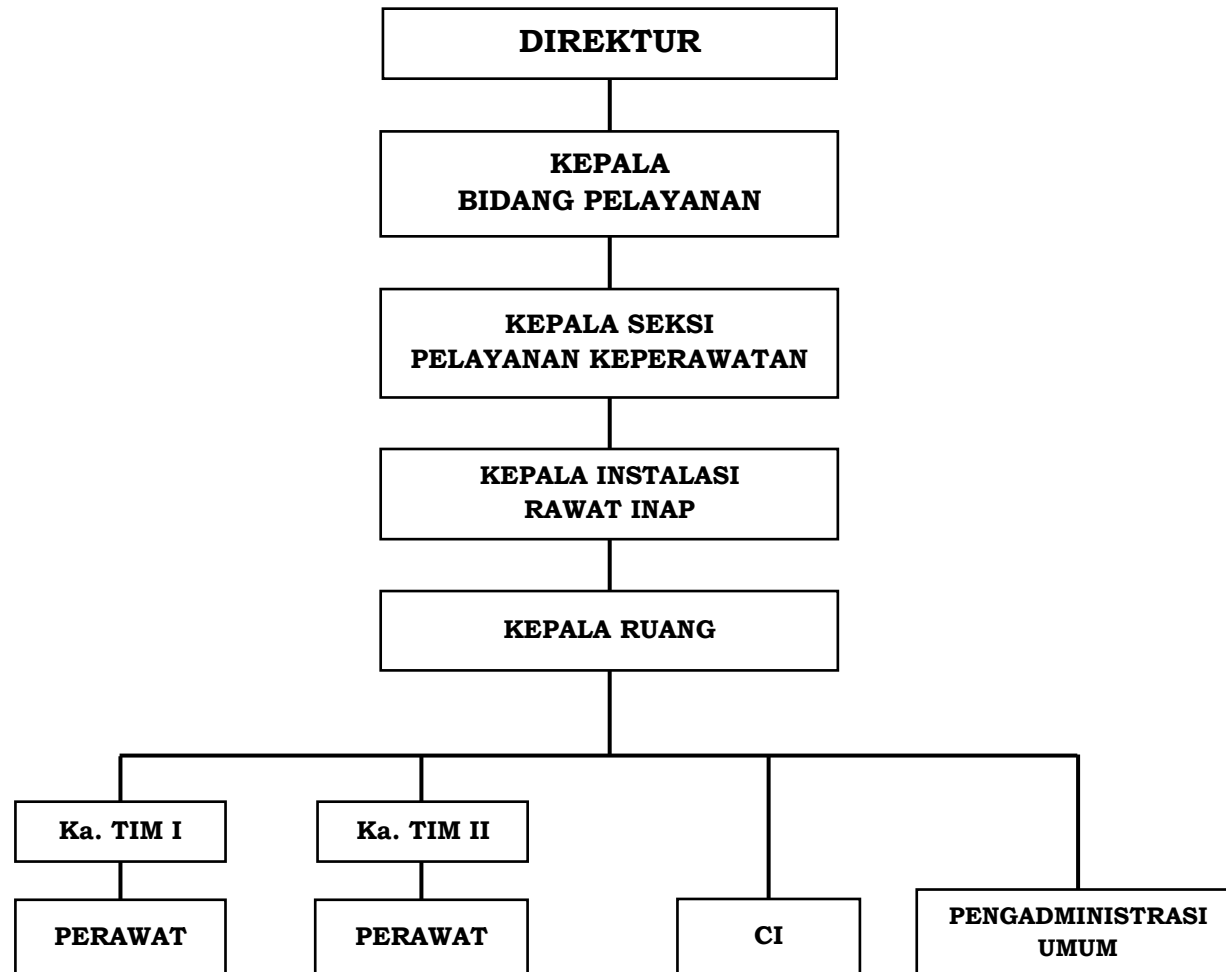 DIREKTUR
KEPALA
BIDANG PELAYANAN
KEPALA SEKSI
PELAYANAN KEPERAWATAN
KEPALA INSTALASI
RAWAT INAP
KEPALA RUANG
Ka. TIM I
Ka. TIM II
PERAWAT
PERAWAT
CI
PENGADMINISTRASI
UMUM